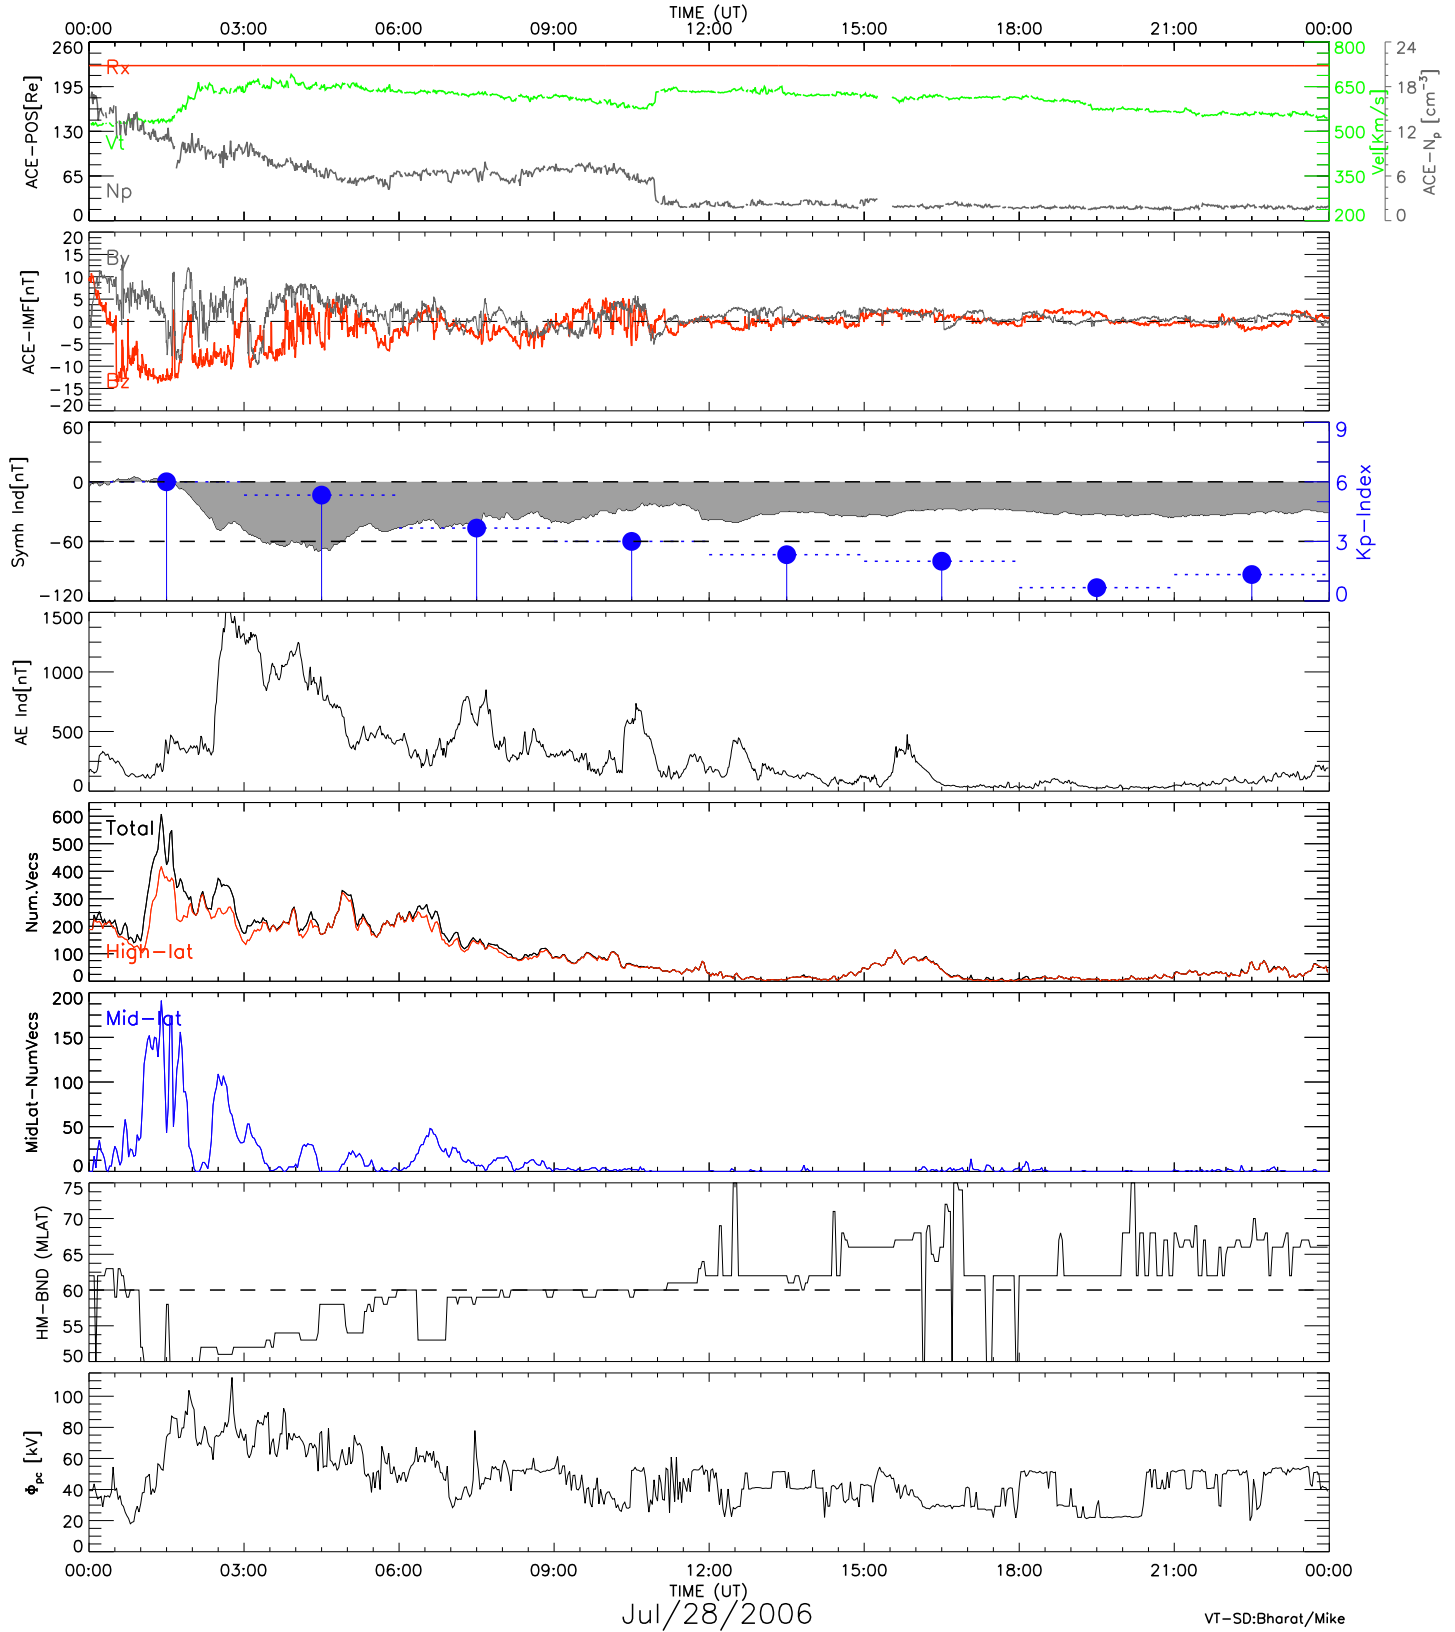 TIME (UT)
00:00 03:00 06:00 09:00 12:00 15:00 18:00 21:00 00:00
ACE-POS[Re]
260
195
130
65
0
Rx
Vt
Np
800
650
500
350
200
Vel[Km/s]
24
18
12
6
0
ACE-Np [cm-3]
ACE-IMF[nT]
20
15
10
5
0
-5
-10
-15
-20
By
Bz
Symh Ind[nT]
60
0
-60
-120
9
6
3
0
Kp-Index
AE Ind[nT]
1500
1000
500
0
Num.Vecs
600
500
400
300
200
100
0
Total
High-lat
MidLat-NumVecs
200
150
100
50
0
Mid-lat
HM-BND (MLAT)
75
70
65
60
55
50
Φpc [kV]
100
80
60
40
20
0
00:00 03:00 06:00 09:00 12:00 15:00 18:00 21:00 00:00
TIME (UT)
Jul/28/2006
VT-SD:Bharat/Mike